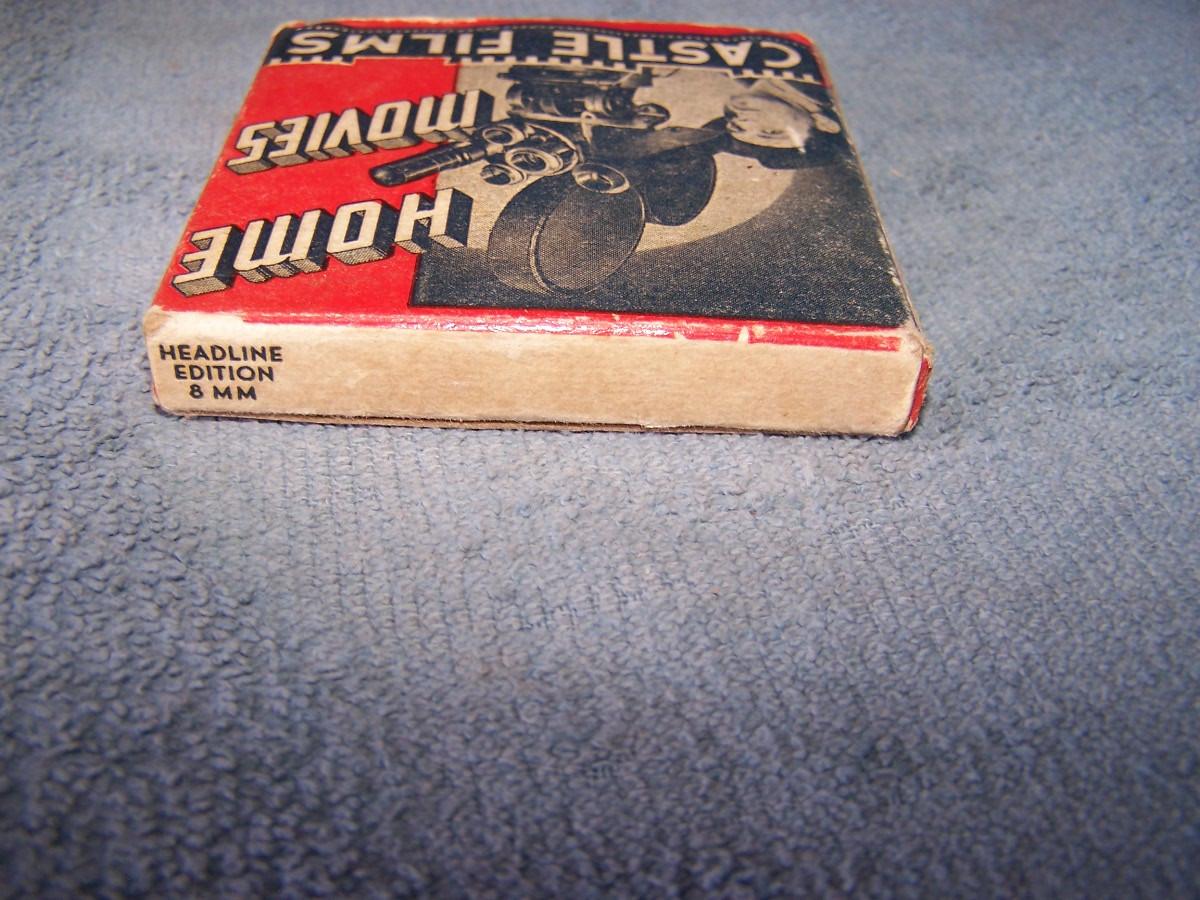 CASTLE FILMS
HOME
MOVIES
HEADLINE
EDITION
8 MM